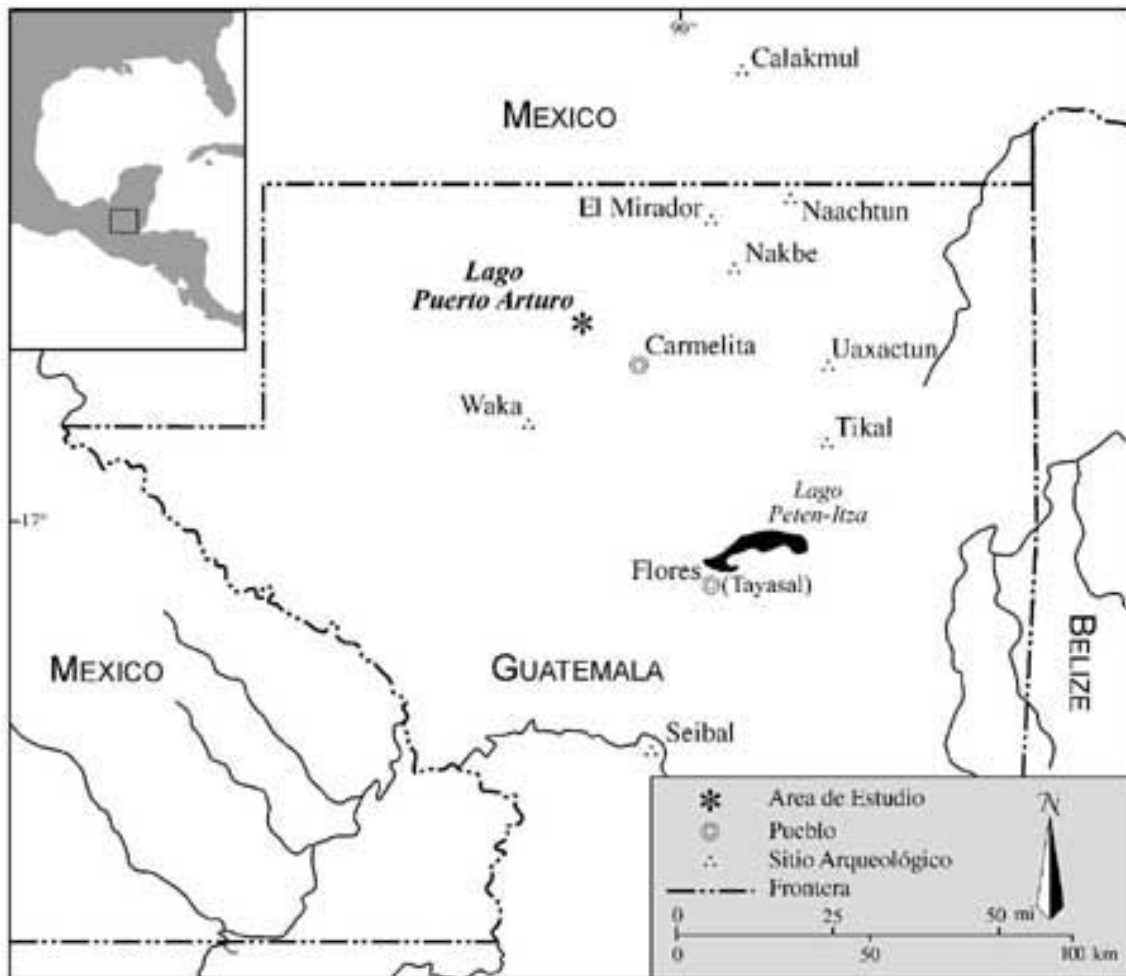 90°
Calakmul
MEXICO
El Mirador
Naachtun
Nakbe
Lago
Puerto Arturo
Carmelita
Uaxactun
Waka
Tikal
Lago
Peten-Itza
17°
Flores
(Tayasal)
MEXICO
GUATEMALA
BELIZE
Seibal
Area de Estudio
N
Pueblo
Sitio Arqueológico
Frontera
0 25 50 mi
0 50 100 km